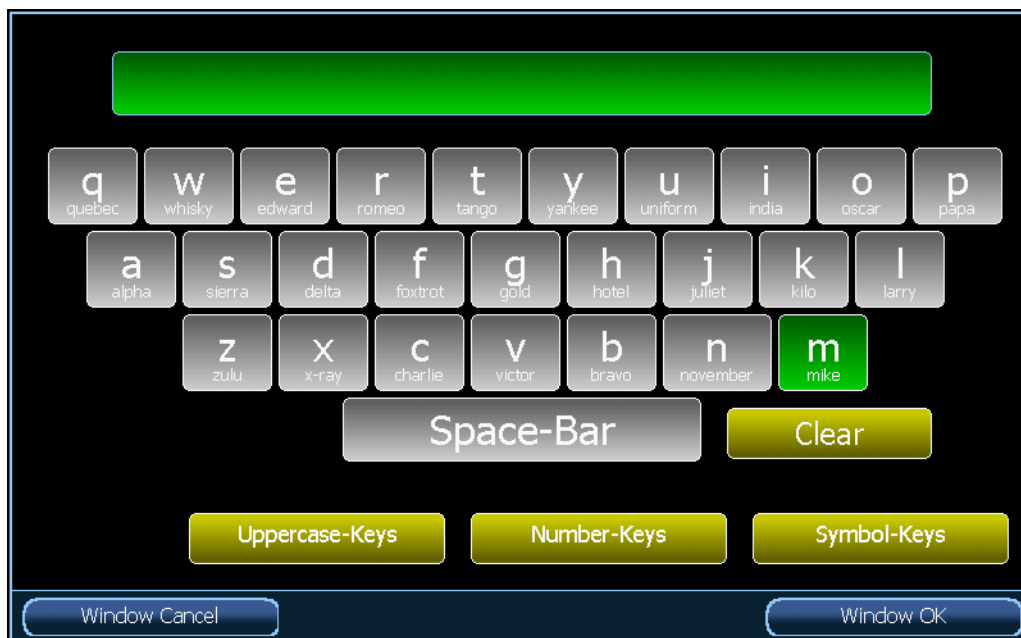 q w e r t y u i o p
quebec whisky edward romeo tango yankee uniform india oscar papa
a s d f g h j k l
alpha sierra delta foxtrot gold hotel juliet kilo larry
z x c v b n m
zulu x-ray charlie victor bravo november mike
Space-Bar Clear
Uppercase-Keys Number-Keys Symbol-Keys
Window Cancel Window OK